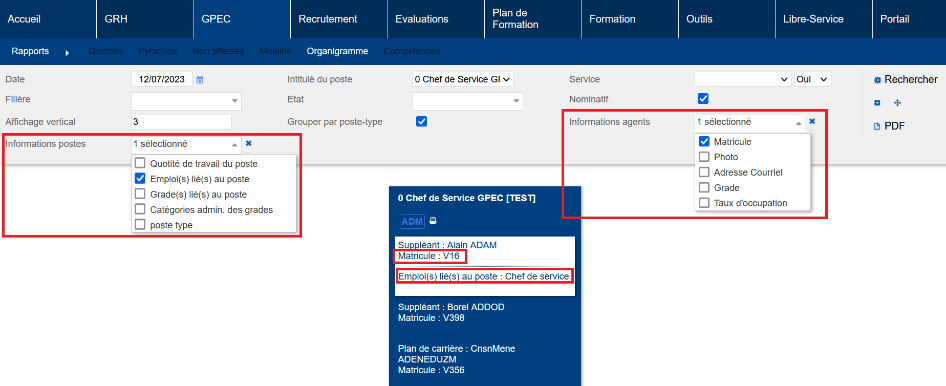 Accueil
GRH
GPEC
Recrutement
Evaluations
Plan de
Formation
Formation
Outils
Libre-Service
Portail
Rapports
Quotités
Pyramide
Non affectés
Mobilité
Organigramme
Compétences
Date
12/07/2023
Intitulé du poste
0 Chef de Service GI
Service
Oui
Rechercher
Filière
Etat
Nominatif
Affichage vertical
3
Grouper par poste-type
Informations agents
1 sélectionné
PDF
Informations postes
1 sélectionné
Matricule
Photo
Adresse Courriel
Grade
Taux d'occupation
Quotité de travail du poste
Emploi(s) lié(s) au poste
Grade(s) lié(s) au poste
Catégories admin. des grades
poste type
0 Chef de Service GPEC [TEST]
ADM
Suppléant : Alain ADAM
Matricule : V16
Emploi(s) lié(s) au poste : Chef de service
Suppléant : Borel ADDOD
Matricule : V398
Plan de carrière : CnsnMene
ADENEDUZM
Matricule : V356